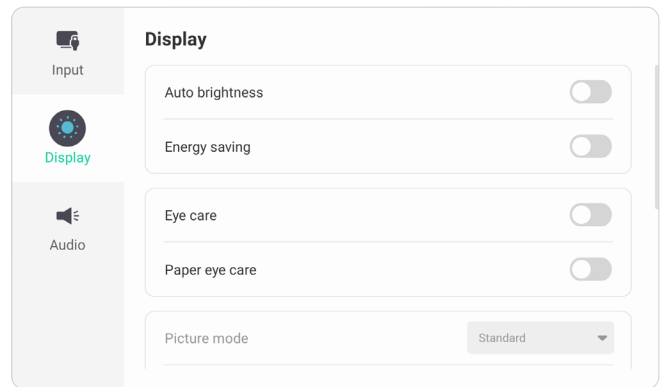 Input
Display
Audio
Display
Auto brightness
Energy saving
Eye care
Paper eye care
Picture mode
Standard